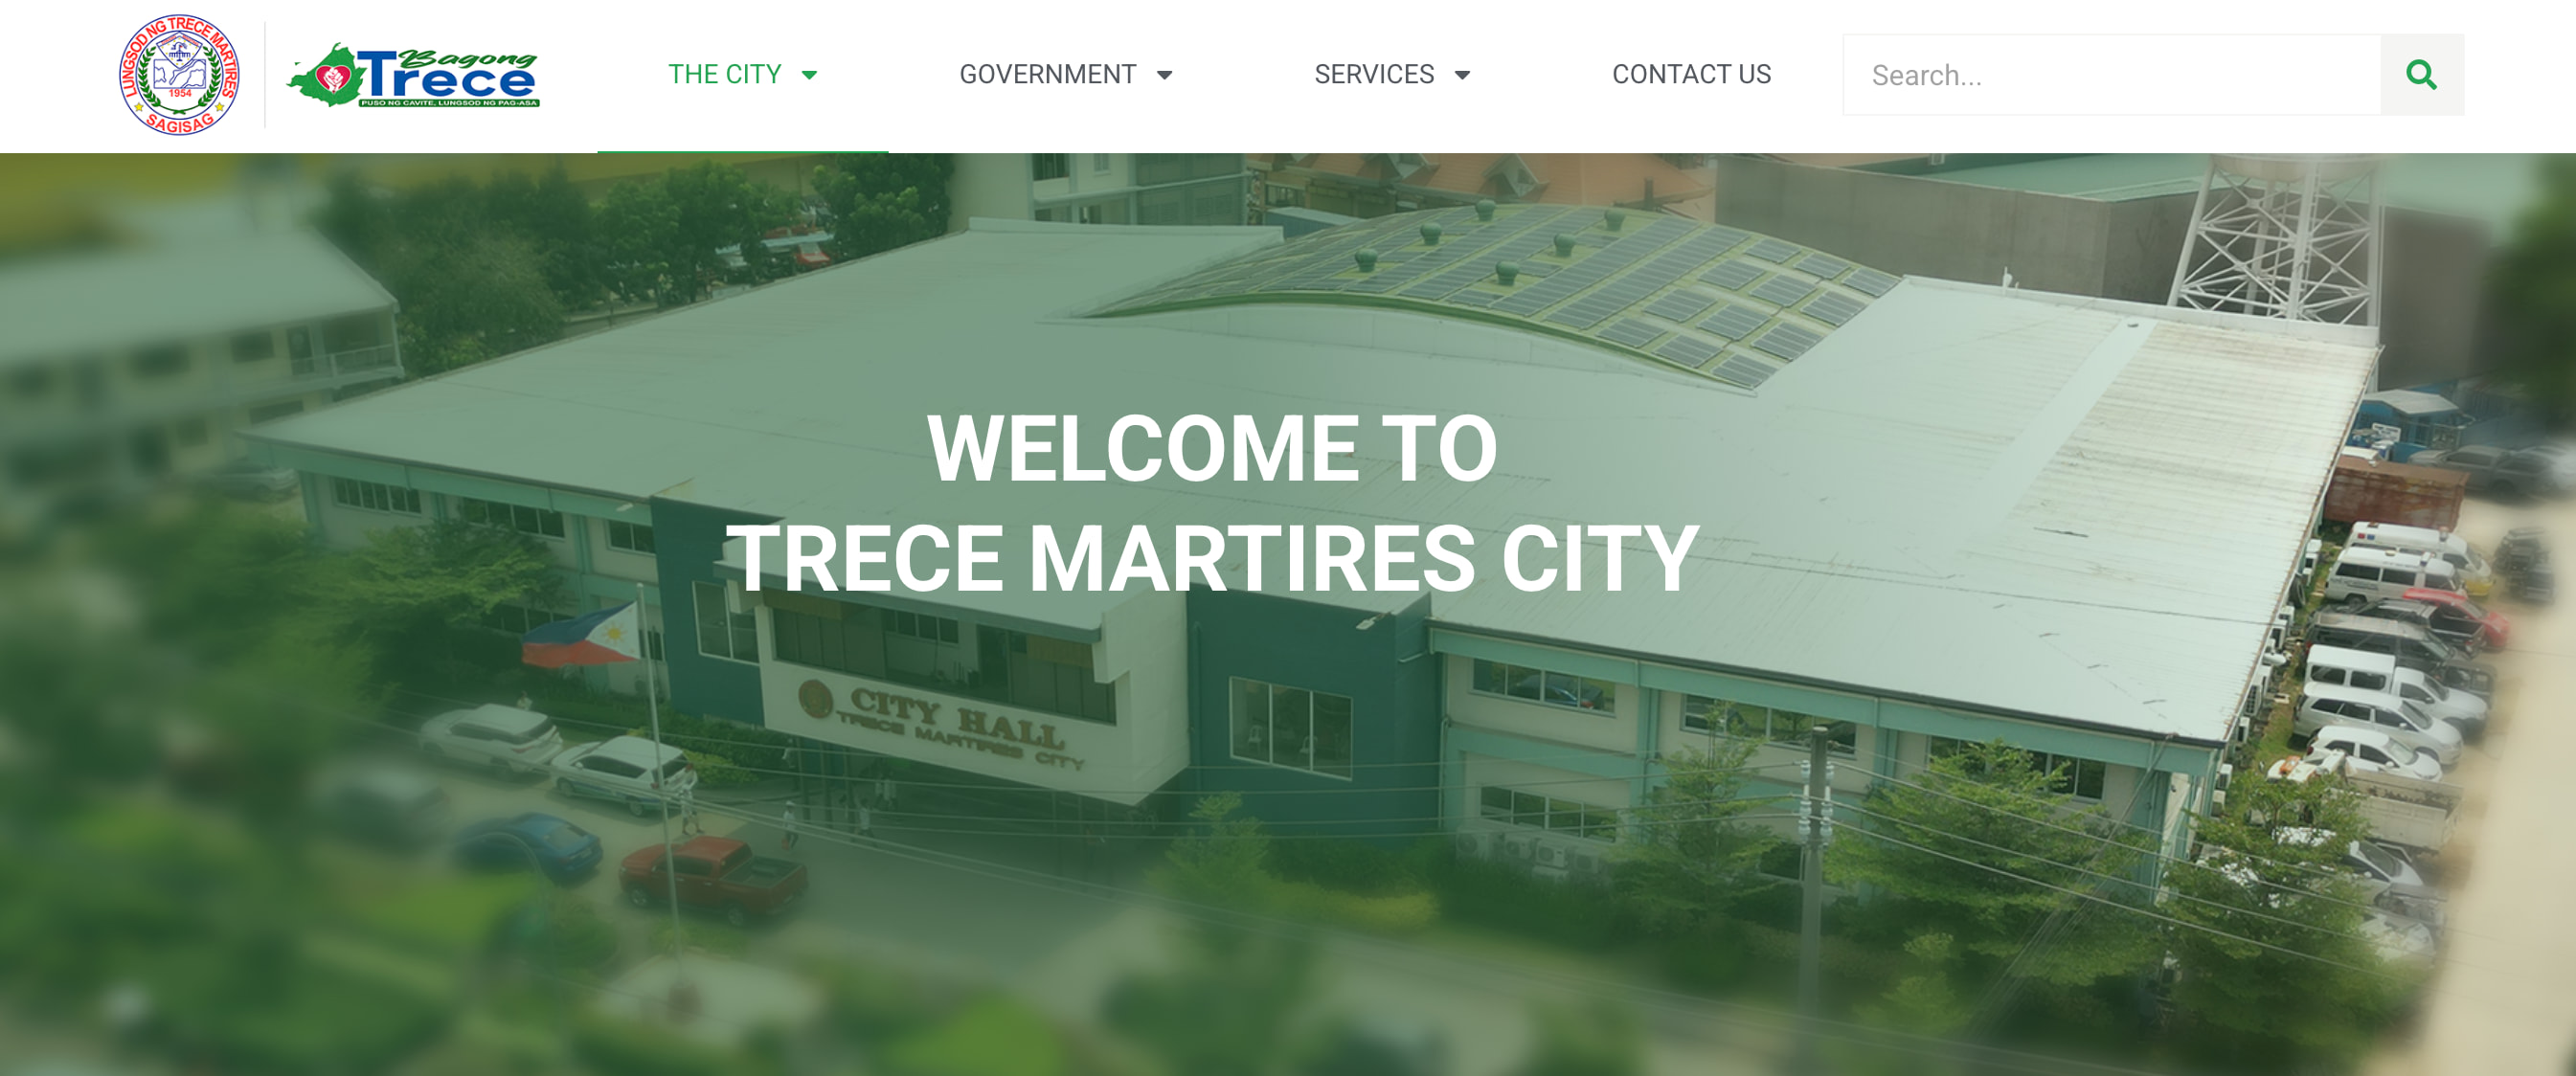 LUNGSOD NG TRECE MARTIRES
1954
SAGISAG
Bagong
Trece
PUSO NG CAVITE, LUNGSOD NG PAG-ASA
THE CITY
GOVERNMENT
SERVICES
CONTACT US
Search...
WELCOME TO
TRECE MARTIRES CITY
CITY HALL
TRECE MARTIRES CITY